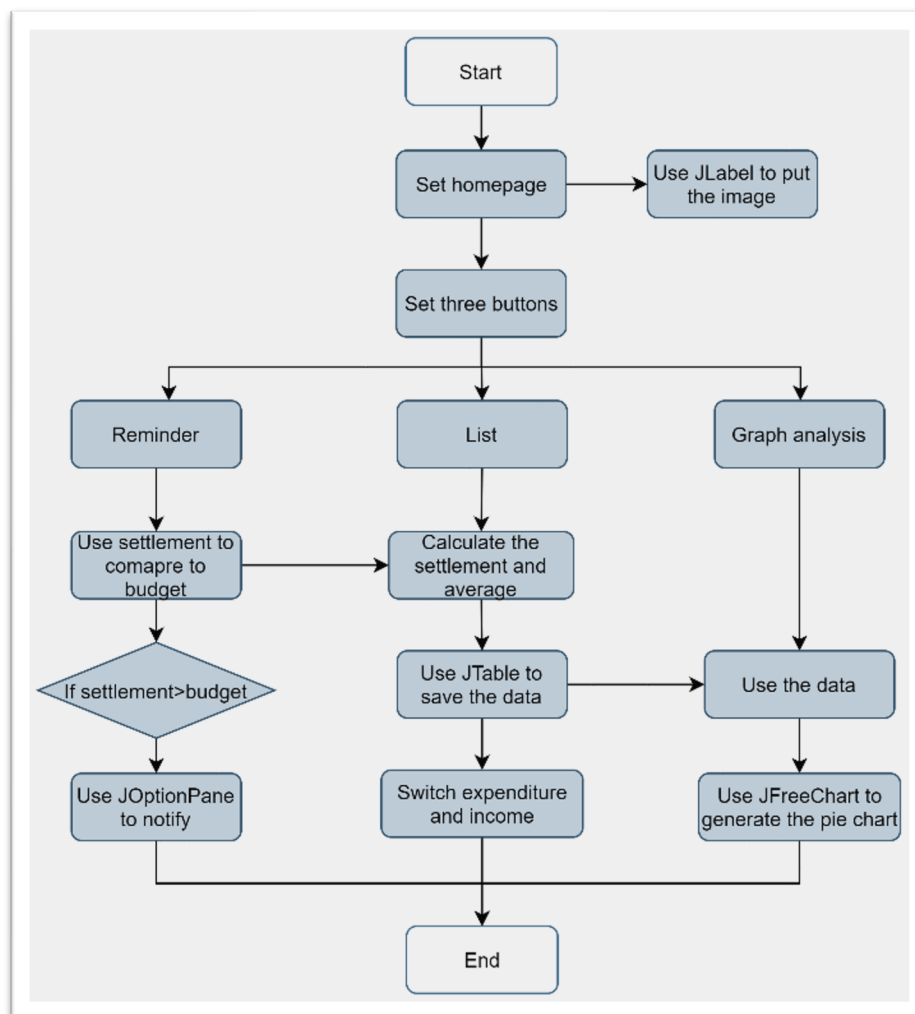 Start
Set homepage
Use JLabel to put
the image
Set three buttons
Reminder
List
Graph analysis
Use settlement to
comapre to
budget
Calculate the
settlement and
average
If settlement>budget
Use JTable to
save the data
Use the data
Use JOptionPane
to notify
Switch expenditure
and income
Use JFreeChart to
generate the pie chart
End